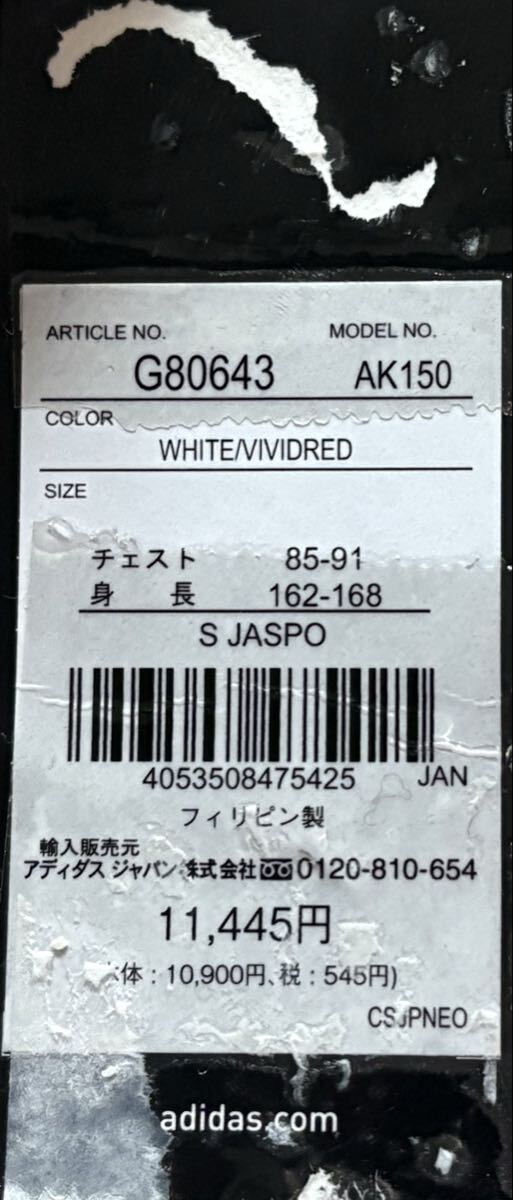 ARTICLE NO. MODEL NO.
G80643 AK150
COLOR
WHITE/VIVIDRED
SIZE
チェスト 85-91
身 長 162-168
S JASPO
4053508475425 JAN
フィリピン製
輸入販売元
アディダス ジャパン 株式会社 0120-810-654
11,445円
体 : 10,900円、税 : 545円)
CSJPNEO
adidas.com